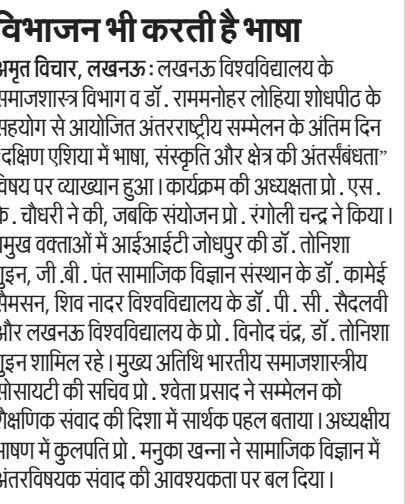 विभाजन भी करती है भाषा
अमृत विचार, लखनऊ : लखनऊ विश्वविद्यालय के
समाजशास्त्र विभाग व डॉ. राममनोहर लोहिया शोधपीठ के
सहयोग से आयोजित अंतरराष्ट्रीय सम्मेलन के अंतिम दिन
“दक्षिण एशिया में भाषा, संस्कृति और क्षेत्र की अंतर्संबंधता”
विषय पर व्याख्यान हुआ। कार्यक्रम की अध्यक्षता प्रो. एस.
के. चौधरी ने की, जबकि संयोजन प्रो. रंगोली चन्द्र ने किया।
प्रमुख वक्ताओं में आईआईटी जोधपुर की डॉ. तोनिशा
गुइन, जी.बी. पंत सामाजिक विज्ञान संस्थान के डॉ. कामेई
सैमसन, शिव नादर विश्वविद्यालय के डॉ. पी. सी. सैदलवी
और लखनऊ विश्वविद्यालय के प्रो. विनोद चंद्र, डॉ. तोनिशा
गुइन शामिल रहे। मुख्य अतिथि भारतीय समाजशास्त्रीय
सोसायटी की सचिव प्रो. श्वेता प्रसाद ने सम्मेलन को
शैक्षणिक संवाद की दिशा में सार्थक पहल बताया। अध्यक्षीय
भाषण में कुलपति प्रो. मनुका खन्ना ने सामाजिक विज्ञान में
अंतरविषयक संवाद की आवश्यकता पर बल दिया।